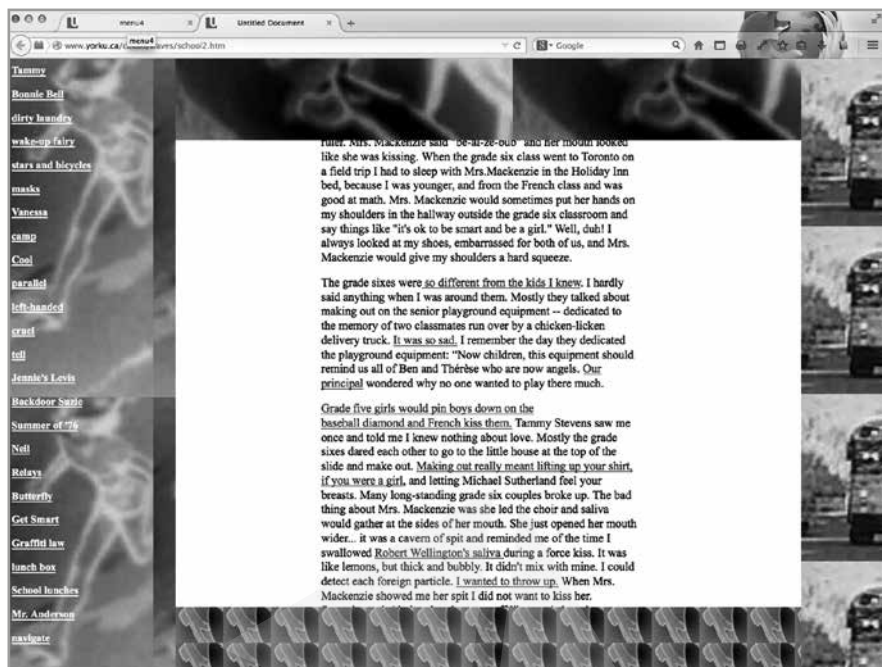 menu4
Untitled Document
menu4
www.yorku.ca/
aves/school2.htm
Google
Tammy
Bonnie Bell
dirty laundry
wake-up fairy
stars and bicycles
masks
Vanessa
camp
Cool
parallel
left-handed
cruel
tell
Jennie's Levis
Backdoor Suzie
Summer of '76
Neil
Relays
Butterfly
Get Smart
Graffiti law
lunch box
School lunches
Mr. Anderson
navigate
ruler. Mrs. Mackenzie said "be-al-ze-bub" and her mouth looked
like she was kissing. When the grade six class went to Toronto on
a field trip I had to sleep with Mrs.Mackenzie in the Holiday Inn
bed, because I was younger, and from the French class and was
good at math. Mrs. Mackenzie would sometimes put her hands on
my shoulders in the hallway outside the grade six classroom and
say things like "it's ok to be smart and be a girl." Well, duh! I
always looked at my shoes, embarrassed for both of us, and Mrs.
Mackenzie would give my shoulders a hard squeeze.
The grade sixes were so different from the kids I knew. I hardly
said anything when I was around them. Mostly they talked about
making out on the senior playground equipment -- dedicated to
the memory of two classmates run over by a chicken-licken
delivery truck. It was so sad. I remember the day they dedicated
the playground equipment: "Now children, this equipment should
remind us all of Ben and Thérèse who are now angels. Our
principal wondered why no one wanted to play there much.
Grade five girls would pin boys down on the
baseball diamond and French kiss them. Tammy Stevens saw me
once and told me I knew nothing about love. Mostly the grade
sixes dared each other to go to the little house at the top of the
slide and make out. Making out really meant lifting up your shirt,
if you were a girl, and letting Michael Sutherland feel your
breasts. Many long-standing grade six couples broke up. The bad
thing about Mrs. Mackenzie was she led the choir and saliva
would gather at the sides of her mouth. She just opened her mouth
wider... it was a cavern of spit and reminded me of the time I
swallowed Robert Wellington's saliva during a force kiss. It was
like lemons, but thick and bubbly. It didn't mix with mine. I could
detect each foreign particle. I wanted to throw up. When Mrs.
Mackenzie showed me her spit I did not want to kiss her.